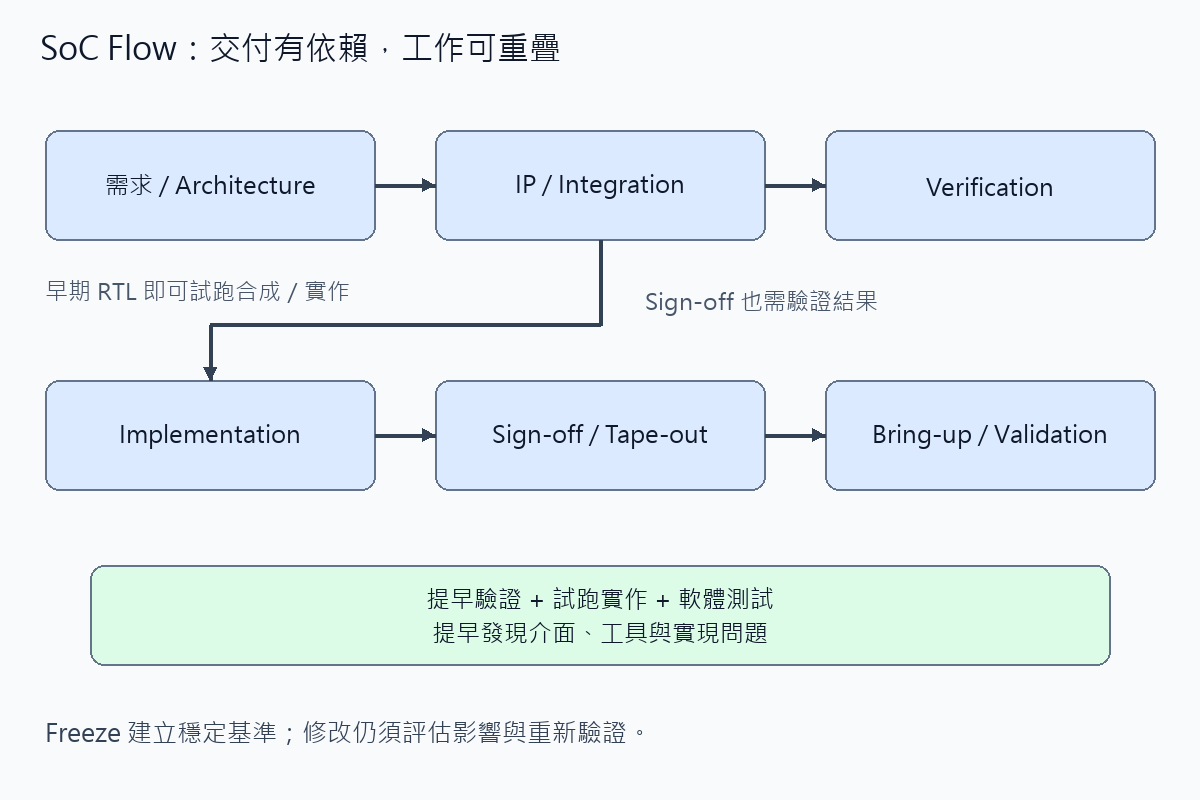 SoC Flow：交付有依賴，工作可重疊
需求 / Architecture
IP / Integration
Verification
早期 RTL 即可試跑合成 / 實作
Sign-off 也需驗證結果
Implementation
Sign-off / Tape-out
Bring-up / Validation
提早驗證 + 試跑實作 + 軟體測試
提早發現介面、工具與實現問題
Freeze 建立穩定基準；修改仍須評估影響與重新驗證。